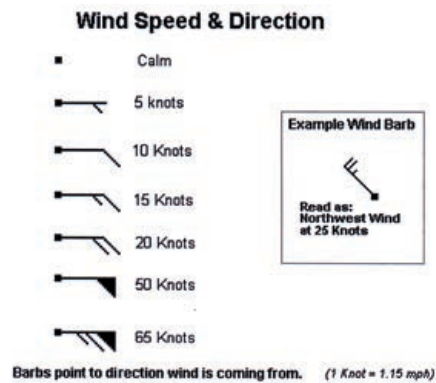 Wind Speed & Direction
Calm
5 knots
10 Knots
15 Knots
20 Knots
50 Knots
65 Knots
Example Wind Barb
Read as:
Northwest Wind
at 25 Knots
Barbs point to direction wind is coming from. (1 Knot = 1.15 mph)